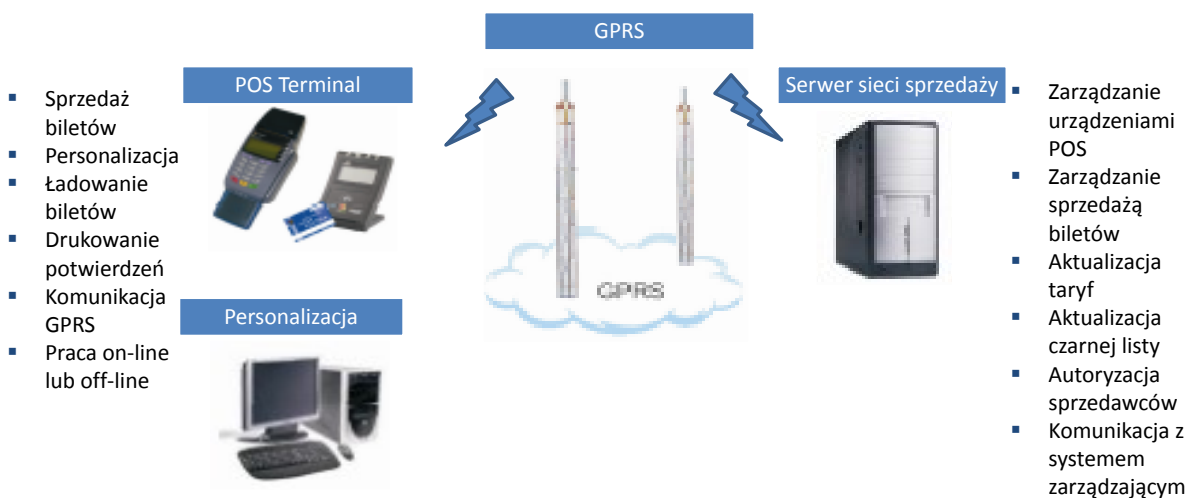 GPRS
POS Terminal
Serwer sieci sprzedaży
▪ Sprzedaż
biletów
▪ Personalizacja
▪ Ładowanie
biletów
▪ Drukowanie
potwierdzeń
▪ Komunikacja
GPRS
▪ Praca on-line
lub off-line
GPRS
Personalizacja
▪ Zarządzanie
urządzeniami
POS
▪ Zarządzanie
sprzedażą
biletów
▪ Aktualizacja
taryf
▪ Aktualizacja
czarnej listy
▪ Autoryzacja
sprzedawców
▪ Komunikacja z
systemem
zarządzającym